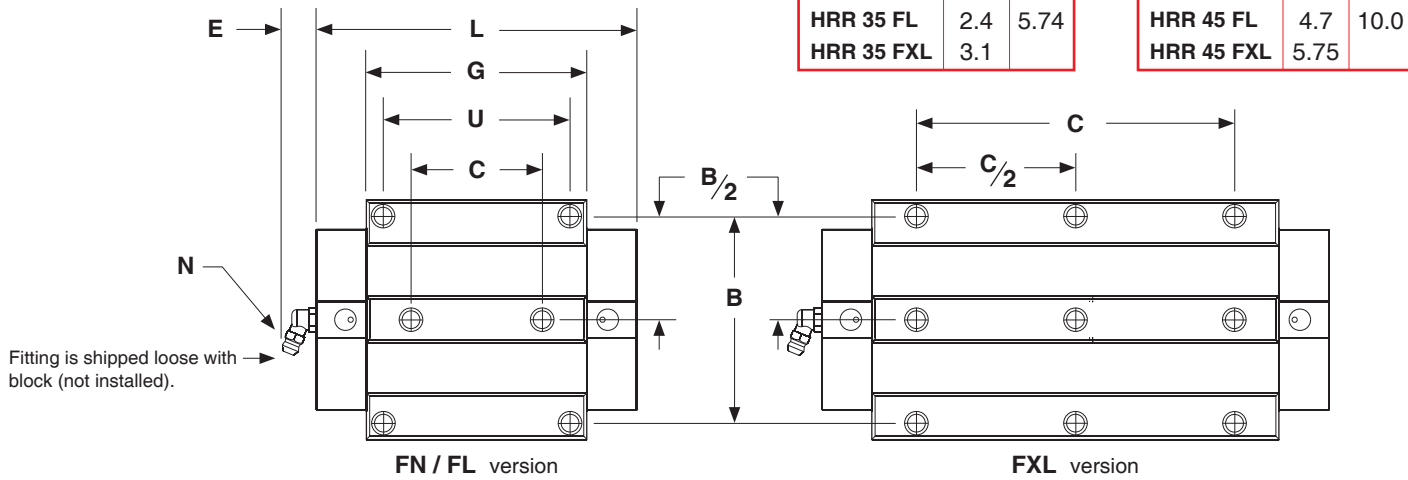 HRR 35 FL 2.4 5.74
HRR 35 FXL 3.1
HRR 45 FL 4.7 10.0
HRR 45 FXL 5.75
E
L
G
U
C
B/2
B
N
Fitting is shipped loose with
block (not installed).
FN / FL version
C
C/2
FXL version